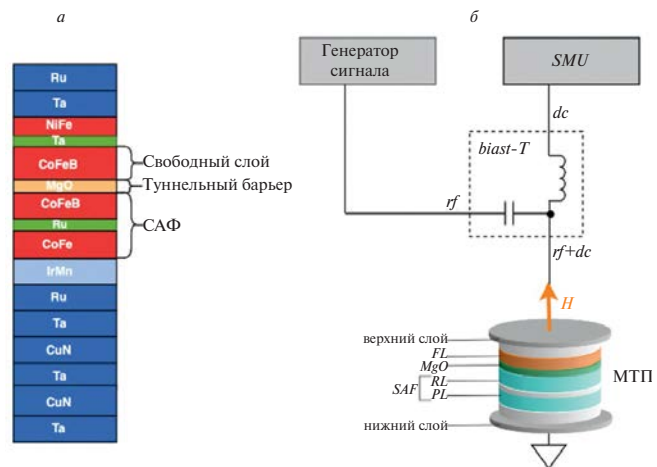 а
Ru
Ta
NiFe
Ta
CoFeB
MgO
CoFeB
Ru
CoFe
IrMn
Ru
Ta
CuN
Ta
CuN
Ta
Свободный слой
Туннельный барьер
САФ
б
Генератор
сигнала
SMU
dc
biast-T
rf
rf+dc
H
верхний слой
FL
MgO
SAF
RL
PL
нижний слой
МТП